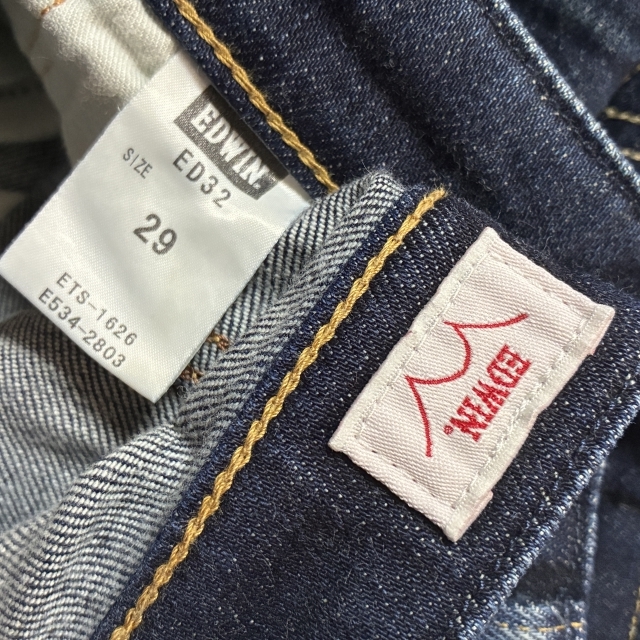 EDWIN
ED32
SIZE
29
ETS-1626
E534-2803
EDWIN®